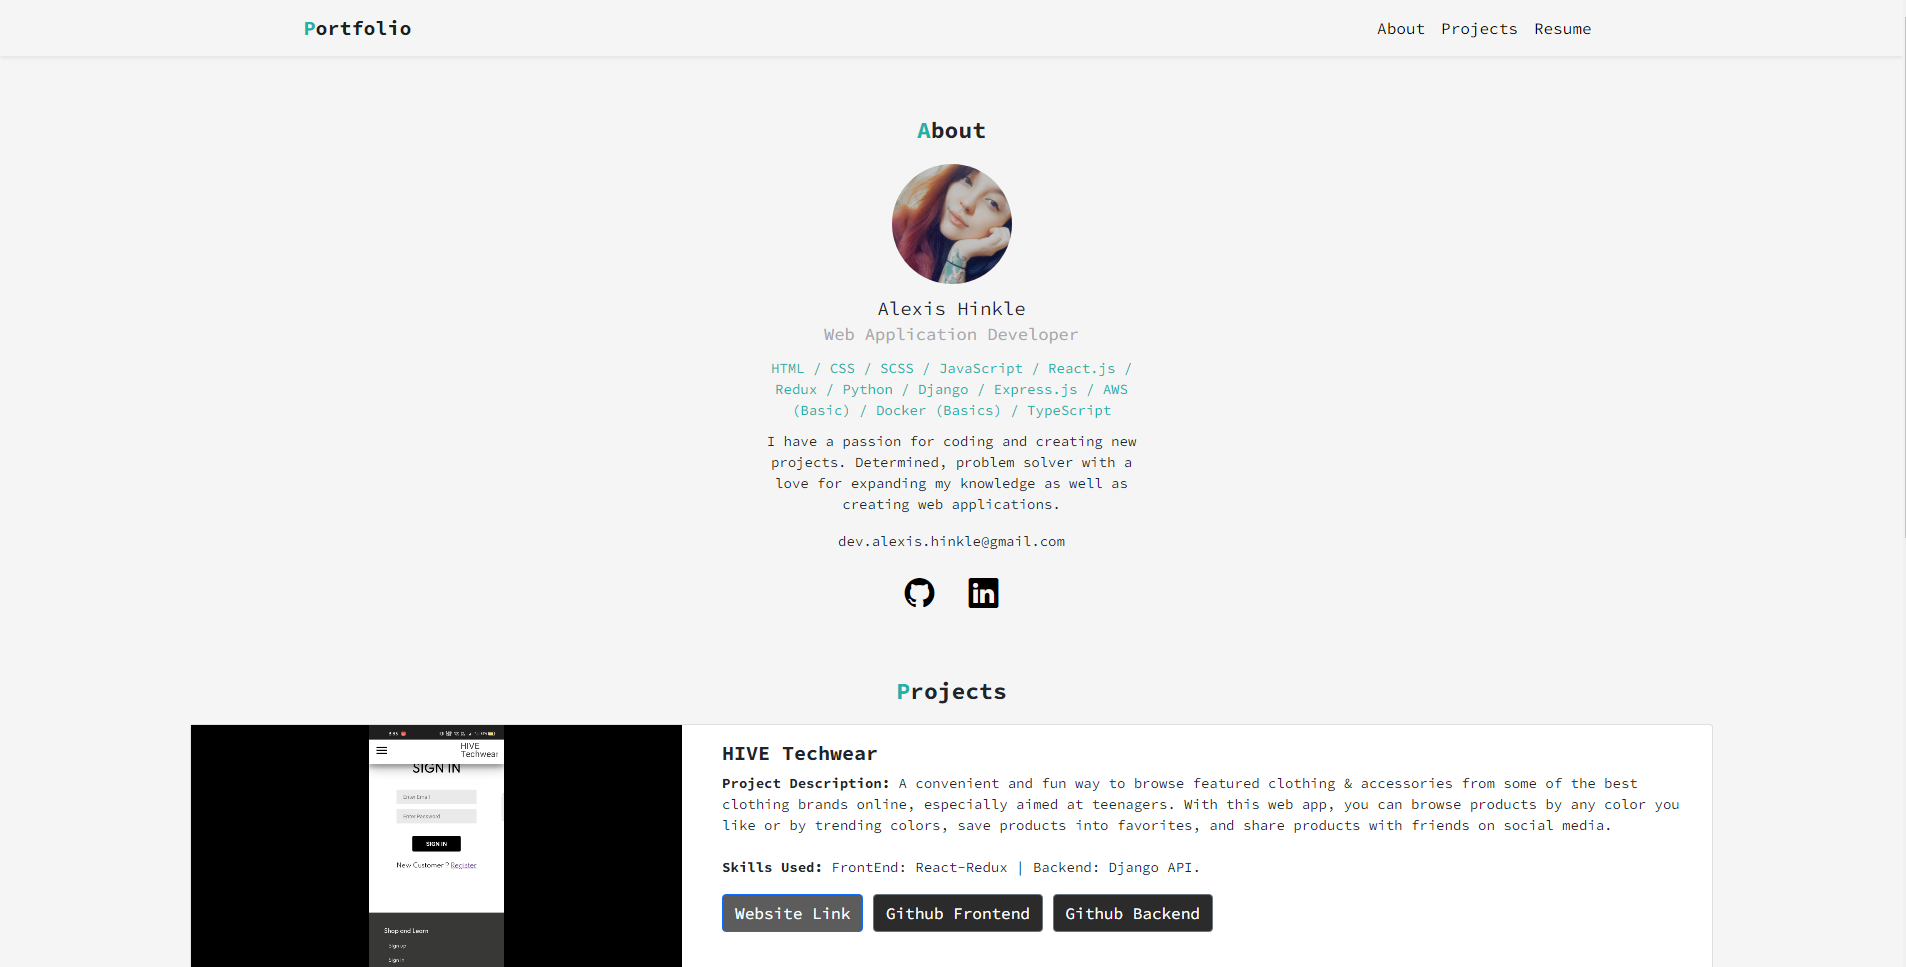 Portfolio
About Projects Resume
About
Alexis Hinkle
Web Application Developer
HTML / CSS / SCSS / JavaScript / React.js /
Redux / Python / Django / Express.js / AWS
(Basic) / Docker (Basics) / TypeScript
I have a passion for coding and creating new
projects. Determined, problem solver with a
love for expanding my knowledge as well as
creating web applications.
dev.alexis.hinkle@gmail.com
in
Projects
HIVE
Techwear
SIGN IN
Enter Email
Enter Password
SIGN IN
New Customer ? Register
Shop and Learn
Sign up
Sign In
HIVE Techwear
Project Description: A convenient and fun way to browse featured clothing & accessories from some of the best
clothing brands online, especially aimed at teenagers. With this web app, you can browse products by any color you
like or by trending colors, save products into favorites, and share products with friends on social media.
Skills Used: FrontEnd: React-Redux | Backend: Django API.
Website Link
Github Frontend
Github Backend